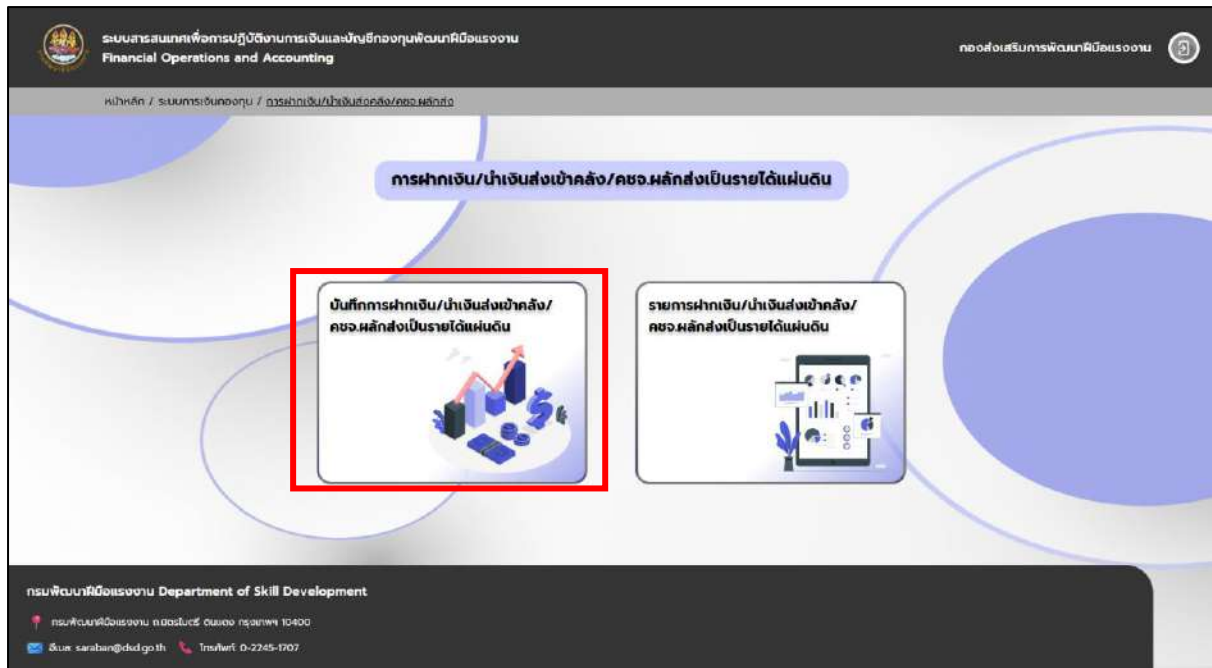 ระบบสารสนเทศเพื่อการปฏิบัติงานการเงินและบัญชีกองทุนพัฒนาฝีมือแรงงาน
Financial Operations and Accounting
กองส่งเสริมการพัฒนาฝีมือแรงงาน
หน้าหลัก / ระบบการเงินกองทุน / การฝากเงิน/นำเงินส่งคลัง/คชจ.ผลักส่ง
การฝากเงิน/นำเงินส่งเข้าคลัง/คชจ.ผลักส่งเป็นรายได้แผ่นดิน
บันทึกการฝากเงิน/นำเงินส่งเข้าคลัง/
คชจ.ผลักส่งเป็นรายได้แผ่นดิน
รายการฝากเงิน/นำเงินส่งเข้าคลัง/
คชจ.ผลักส่งเป็นรายได้แผ่นดิน
กรมพัฒนาฝีมือแรงงาน Department of Skill Development
กรมพัฒนาฝีมือแรงงาน ถ.มิตรไมตรี ดินแดง กรุงเทพฯ 10400
อีเมล: saraban@dsd.go.th โทรศัพท์: 0-2245-1707